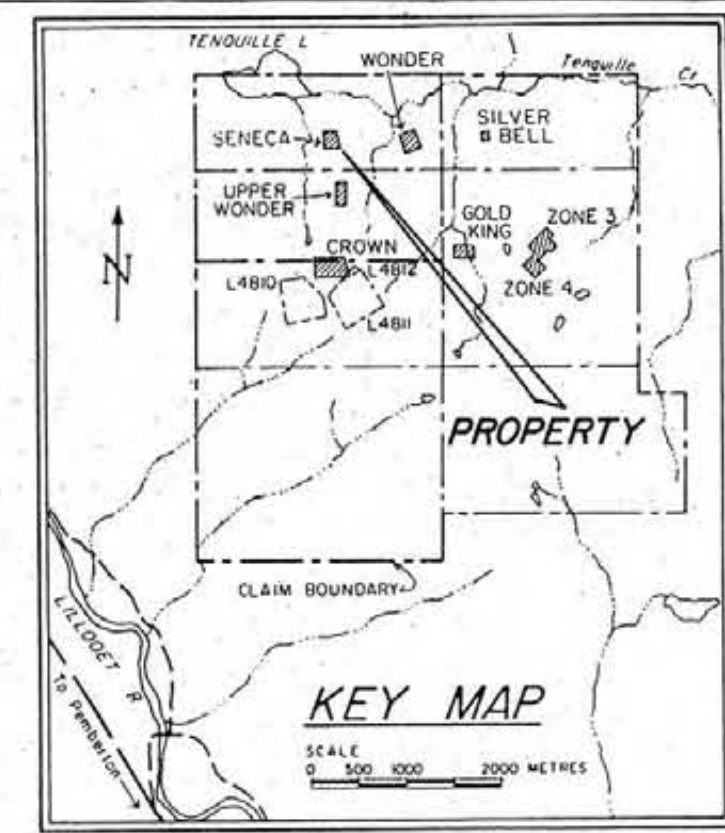 TENQUILLE L
WONDER
Tenquille Cr
SENECA
SILVER
BELL
UPPER
WONDER
GOLD
KING
ZONE 3
N
CROWN
L4810
L4812
ZONE 4
L4811
PROPERTY
CLAIM BOUNDARY
LILLOOET R
To Pemberton
KEY MAP
SCALE
0 500 1000 2000 METRES